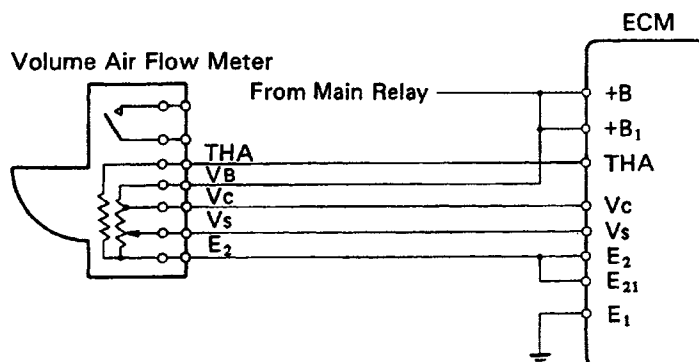 ECM
Volume Air Flow Meter
From Main Relay
+B
+B₁
THA
THA
VB
Vc
Vc
Vs
Vs
E₂
E₂
E₂₁
E₁